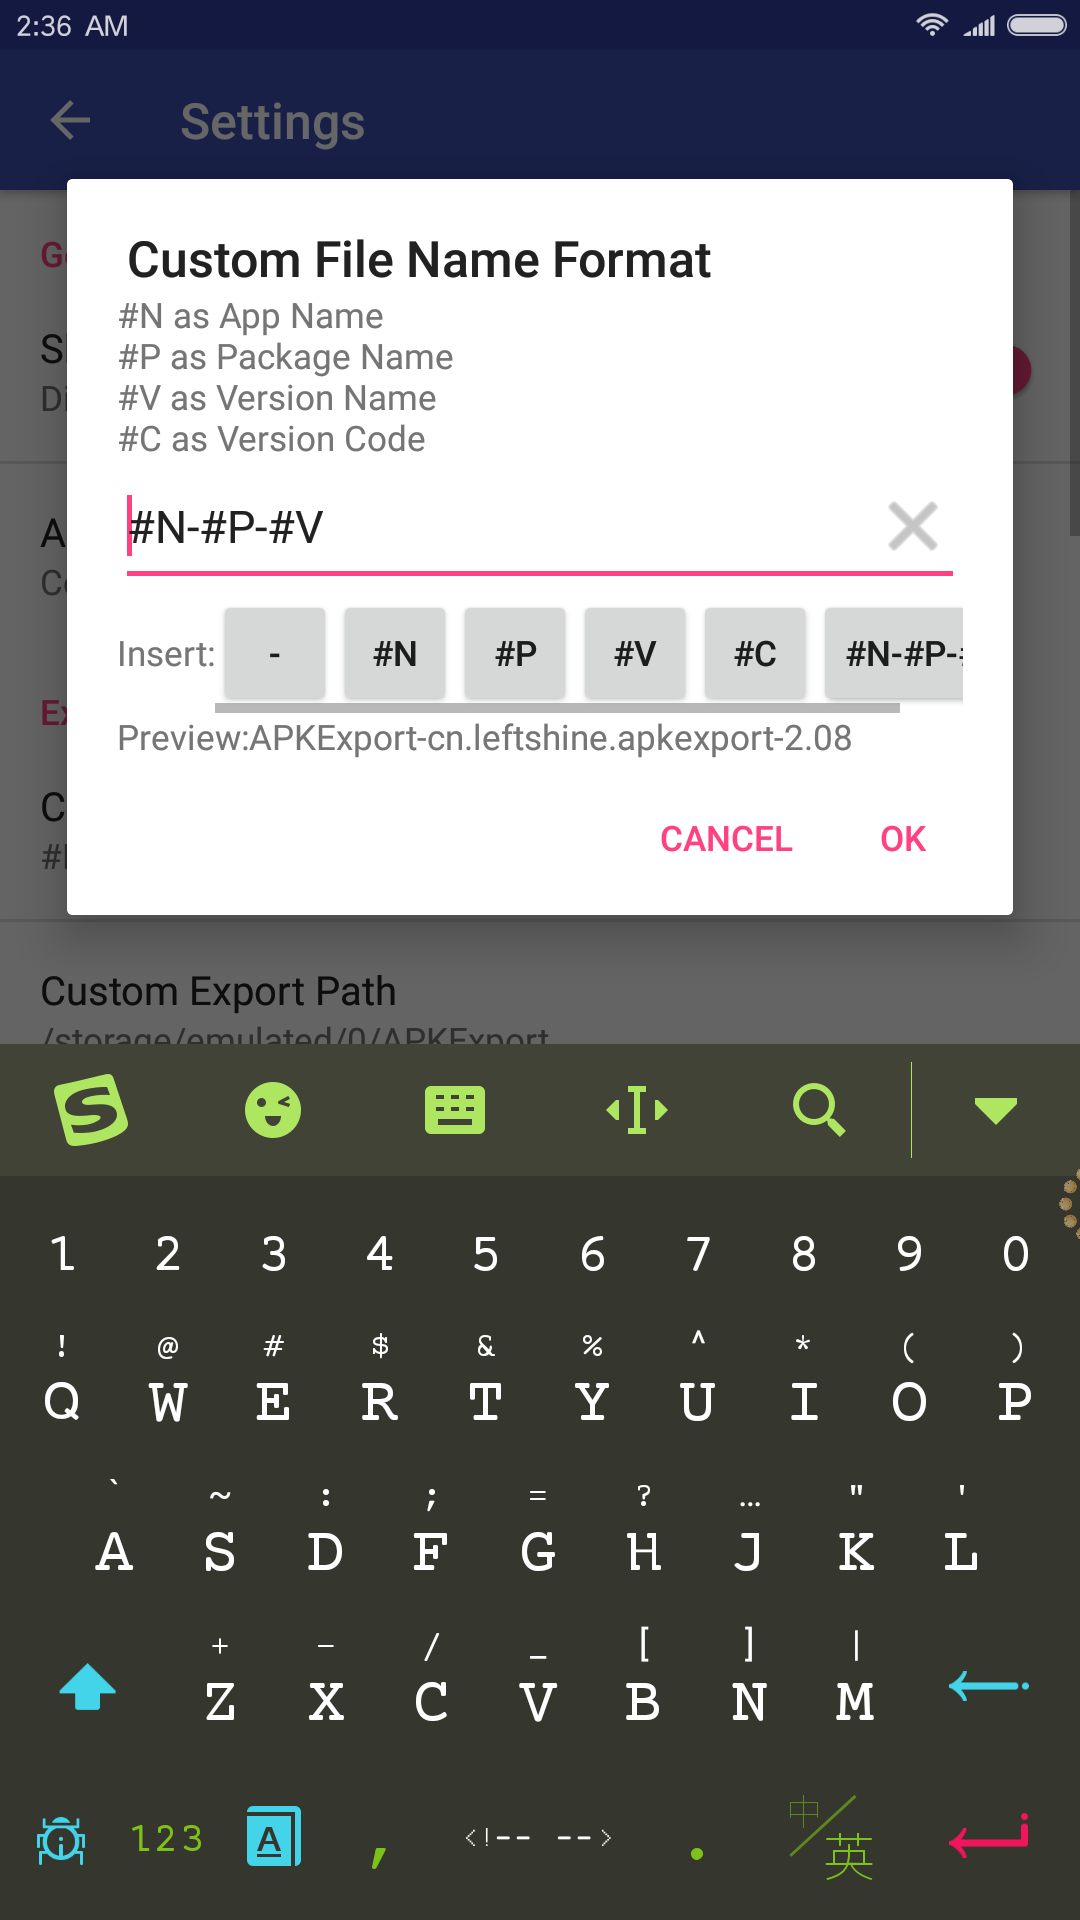 2:36 AM
Settings
Custom File Name Format
#N as App Name
#P as Package Name
#V as Version Name
#C as Version Code
#N-#P-#V
Insert: - #N #P #V #C #N-#P-
Preview:APKExport-cn.leftshine.apkexport-2.08
CANCEL OK
Custom Export Path
/storage/emulated/0/APKExport
1 2 3 4 5 6 7 8 9 0
! @ # $ & % ^ * ( )
Q W E R T Y U I O P
` ~ : ; = ? … " '
A S D F G H J K L
+ – / _ [ ] |
Z X C V B N M
123 A , <!-- --> . 中/英